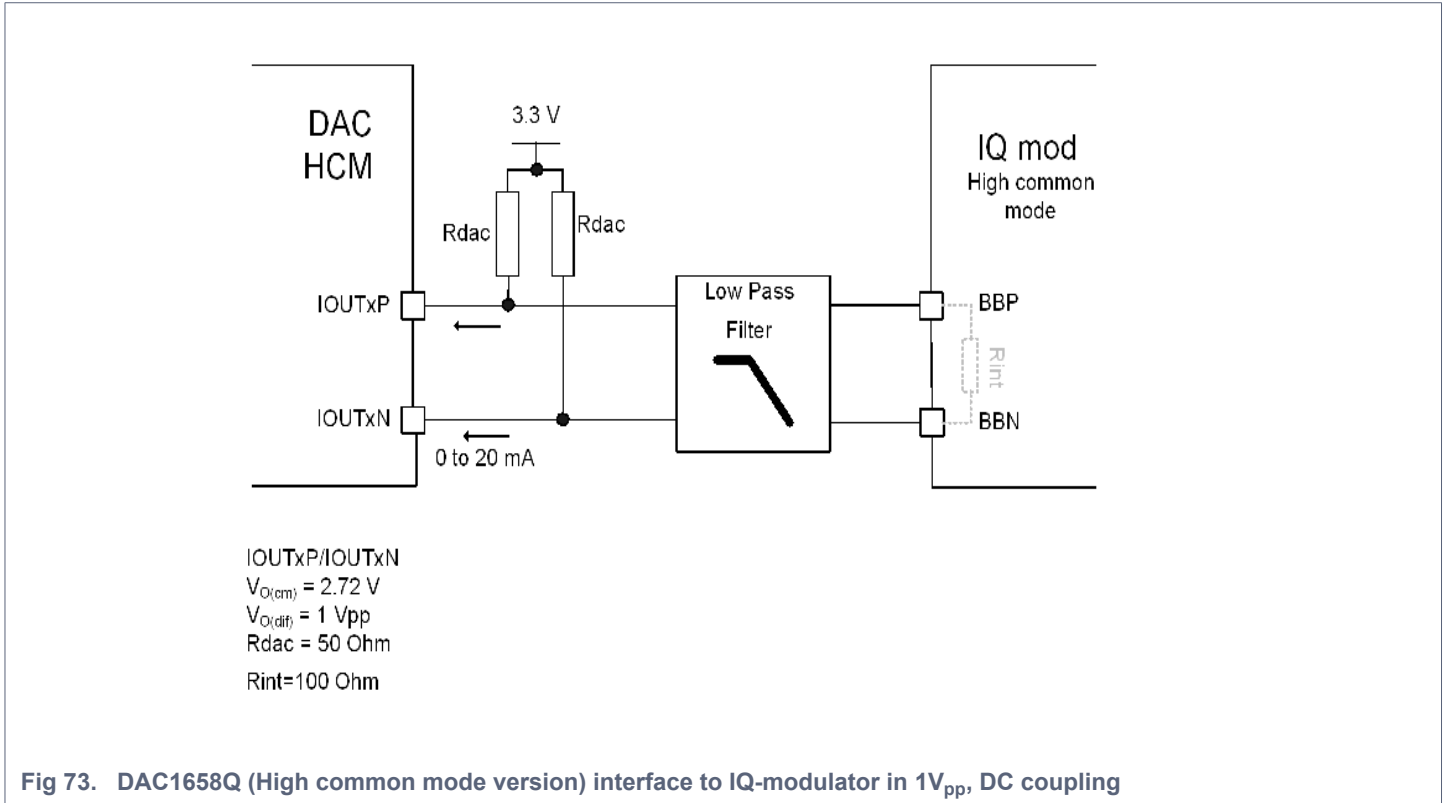 DAC
HCM
3.3 V
Rdac
Rdac
IQ mod
High common
mode
IOUTxP
Low Pass
Filter
BBP
Rint
IOUTxN
BBN
0 to 20 mA
IOUTxP/IOUTxN
VO(cm) = 2.72 V
VO(dif) = 1 Vpp
Rdac = 50 Ohm
Rint=100 Ohm
Fig 73. DAC1658Q (High common mode version) interface to IQ-modulator in 1Vpp, DC coupling